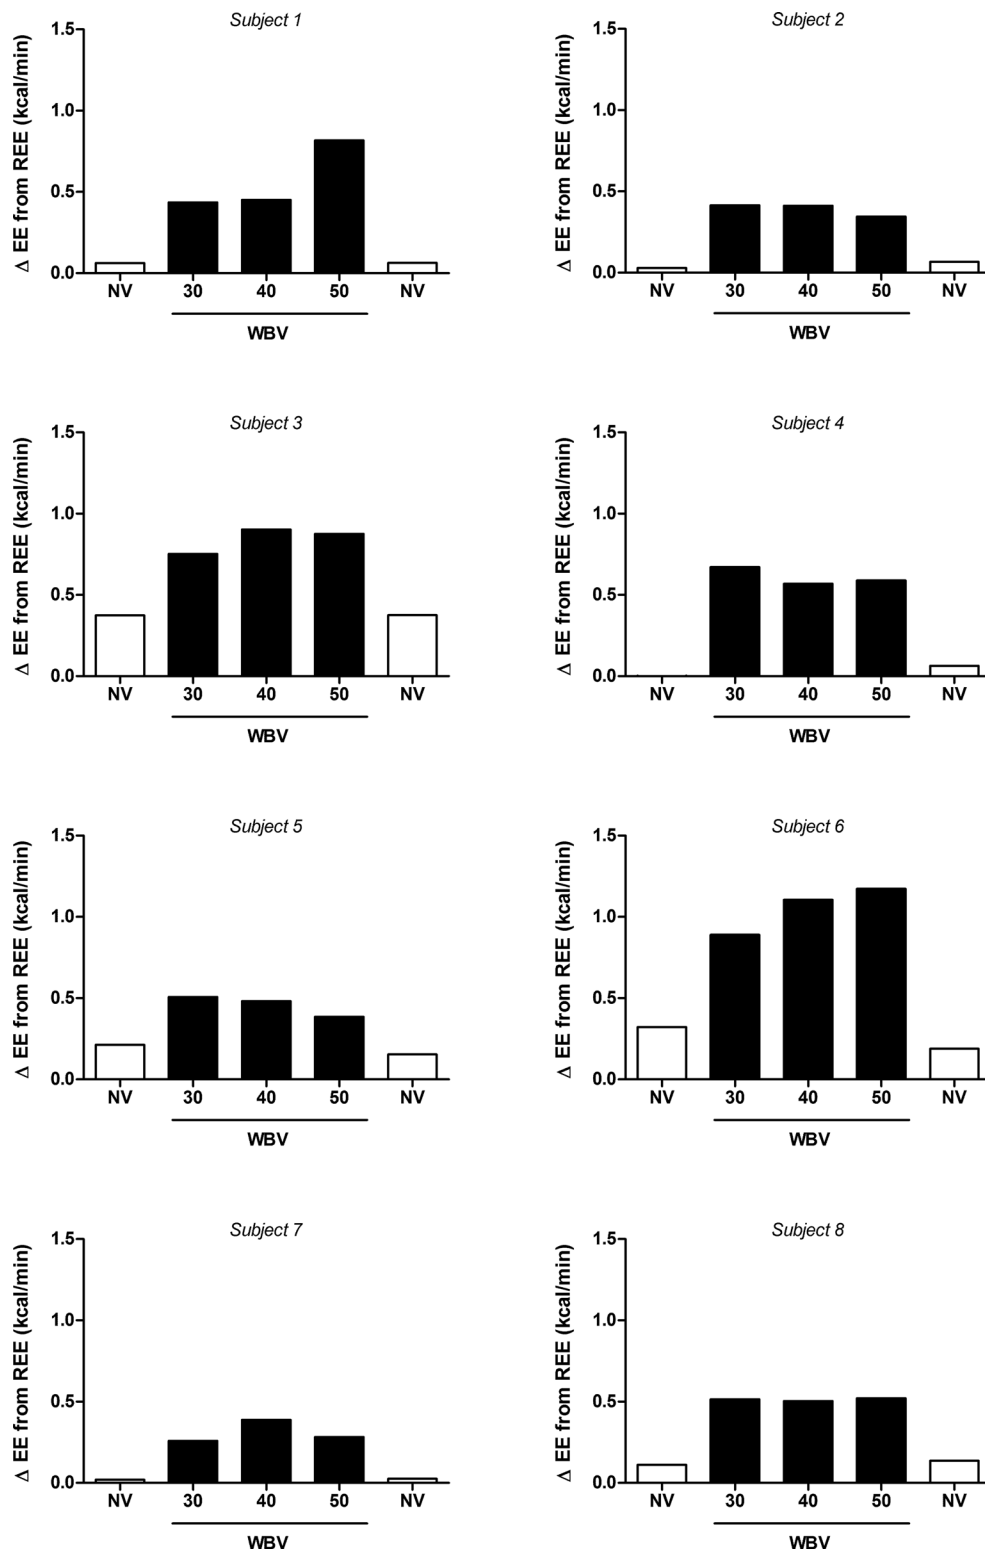 Subject 1
Δ EE from REE (kcal/min)
1.5
1.0
0.5
0.0
NV 30 40 50 NV
WBV
Subject 2
Δ EE from REE (kcal/min)
1.5
1.0
0.5
0.0
NV 30 40 50 NV
WBV
Subject 3
Δ EE from REE (kcal/min)
1.5
1.0
0.5
0.0
NV 30 40 50 NV
WBV
Subject 4
Δ EE from REE (kcal/min)
1.5
1.0
0.5
0.0
NV 30 40 50 NV
WBV
Subject 5
Δ EE from REE (kcal/min)
1.5
1.0
0.5
0.0
NV 30 40 50 NV
WBV
Subject 6
Δ EE from REE (kcal/min)
1.5
1.0
0.5
0.0
NV 30 40 50 NV
WBV
Subject 7
Δ EE from REE (kcal/min)
1.5
1.0
0.5
0.0
NV 30 40 50 NV
WBV
Subject 8
Δ EE from REE (kcal/min)
1.5
1.0
0.5
0.0
NV 30 40 50 NV
WBV